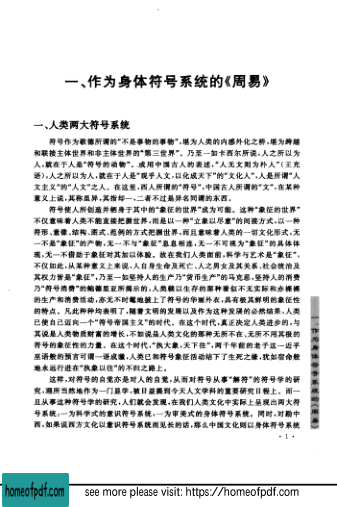 一、作为身体符号系统的《周易》
一、人类两大符号系统
符号作为歌德所谓的“不是事物的事物”,堪为人类的内感外化之桥,堪为跨越
和联接主体世界和非主体世界的“第三世界”。乃至一如卡西尔所说,人之所以为
人,就在于人是“符号的动物”。或用中国古人的表述,“人无文则为朴人”(王充
语),人之所以为人,就在于人是“观乎人文,以化成天下”的“文化人”,人是所谓“人
文主义”的“人文”之人。在这里,西人所谓的“符号”,中国古人所谓的“文”,在某种
意义上说,其称虽异,其指却一,二者不过是异名同谓的东西。
符号使人所创造并栖身于其中的“象征的世界”成为可能。这种“象征的世界”
不仅意味着人类不能直接把握世界,而是以一种“立象以尽意”的间接方式,以一种
符形、意像、结构、图式、范例的方式把握世界,而且意味着人类的一切文化形式,无
一不是“象征”的产物,无一不与“象征”息息相连,无一不可视为“象征”的具体体
现,无一不借助于象征对其加以体验。故在我们人类面前,科学与艺术是“象征”,
不仅如此,从某种意义上来说,人自身生命及死亡、人之男女及其关系、社会统治及
其权力皆是“象征”,乃至一如坚持人的生产乃“货币生产”的马克思,坚持人的消费
乃“符号消费”的鲍德里亚所揭示的,人类赖以生存的那种看似不无实际和赤裸裸
的生产和消费活动,亦无不时毫地披上了符号的华丽外衣,具有极其鲜明的象征性
的特点。凡此种种均表明了,随着文明的发展以及作为这种发展的必然结果,人类
已使自己迈向一个“符号帝国主义”的时代。在这个时代,真正决定人类进步的,与
其说是人类物质财富的增长,不如说是人类文化的那种无所不在、无所不用其极的
符号的象征性的力量。在这个时代,“执大象,天下往”,两千年前的老子这一近乎
巫语般的预言可谓一语成谶,人类已和符号象征活动结下了生死之缘,犹如宿命般
地永远行进在“执象以往”的不归之路上。
这样,对符号的自觉亦是对人的自觉,从而对符号从事“解符”的符号学的研
究,理所当然地作为一门显学,被日益提到今天人文学科的重要研究日程上。而一
旦从事这种符号学的研究,人们就会发现,在我们人类文化中实际上呈现出两大符
号系统:一为科学式的意识符号系统,一为审美式的身体符号系统。同时,对勘中
西,如果说西方文化以意识符号系统而见长的话,那么中国文化则以身体符号系统
一、作为身体符号系统的《周易》
· 1 ·
homeofpdf.com
see more please visit: https://homeofpdf.com